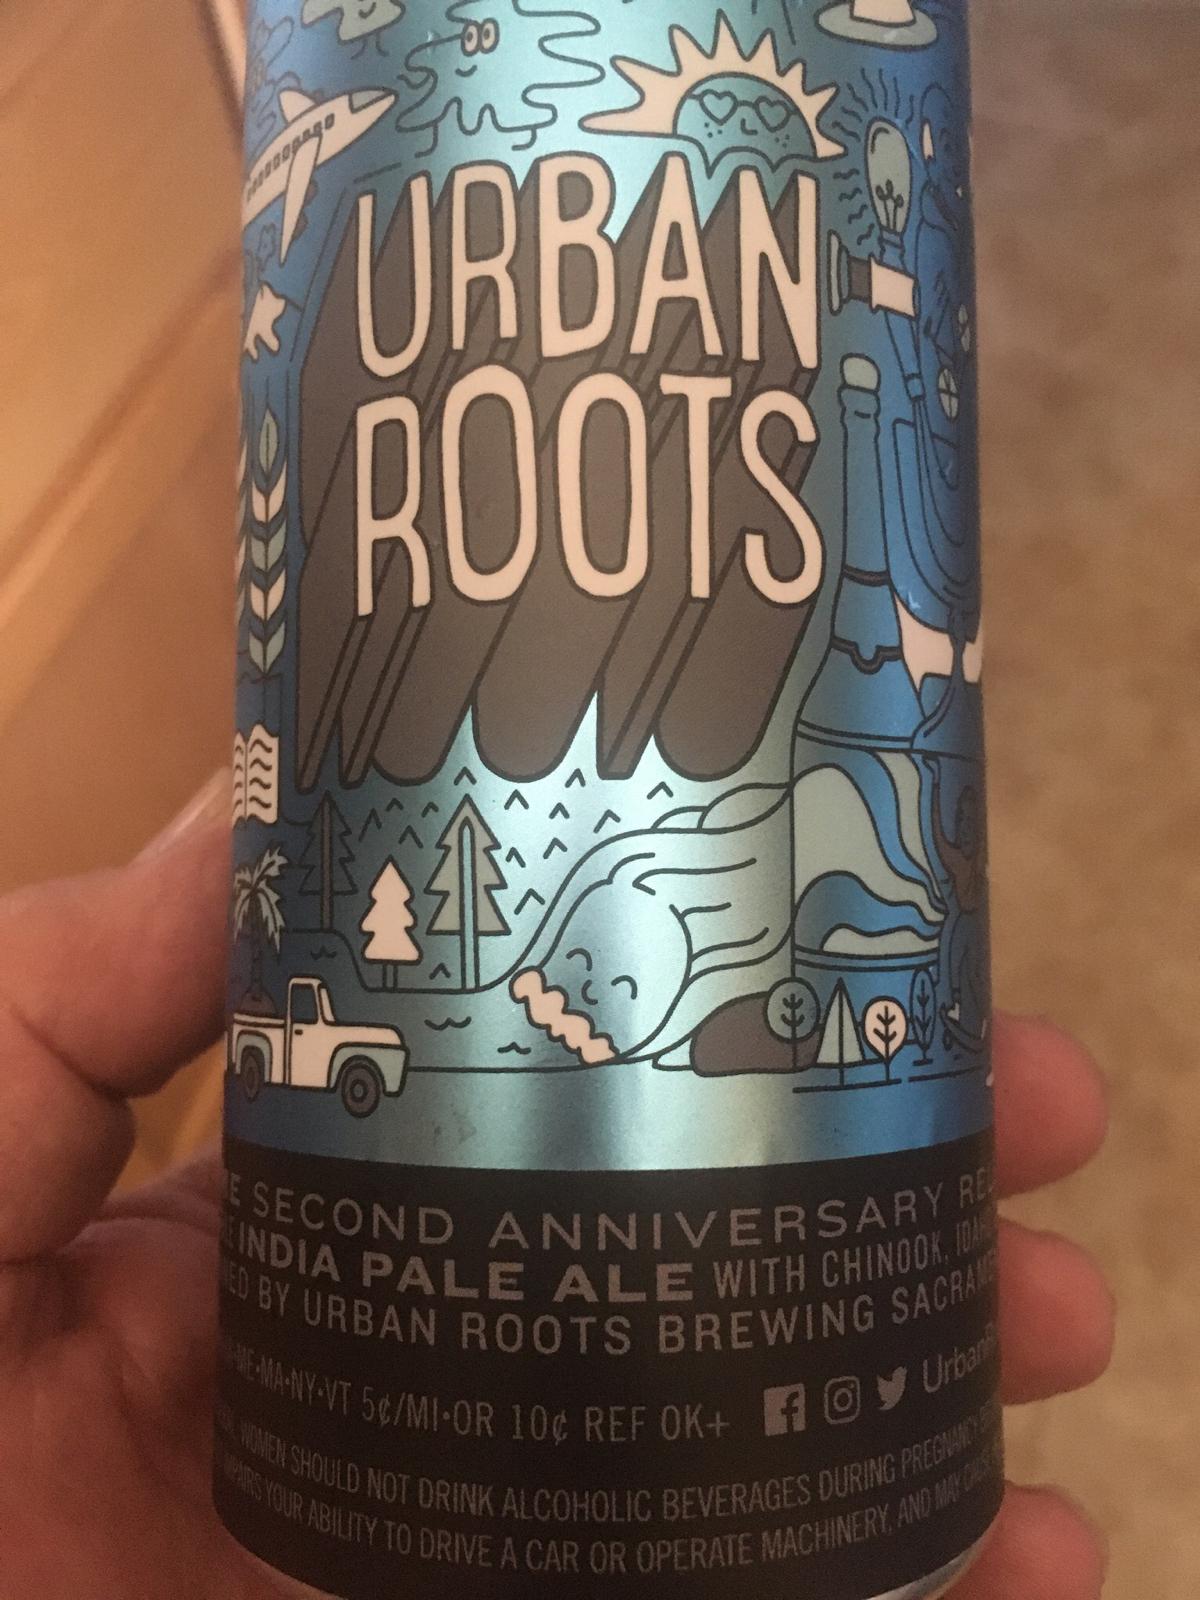 URBAN
ROOTS
SECOND ANNIVERSARY
INDIA PALE ALE WITH CHINOOK,
BY URBAN ROOTS BREWING
ME•MA•NY•VT 5¢/MI•OR 10¢ REF OK+
WOMEN SHOULD NOT DRINK ALCOHOLIC BEVERAGES DURING PREGNANCY
YOUR ABILITY TO DRIVE A CAR OR OPERATE MACHINERY, AND MAY